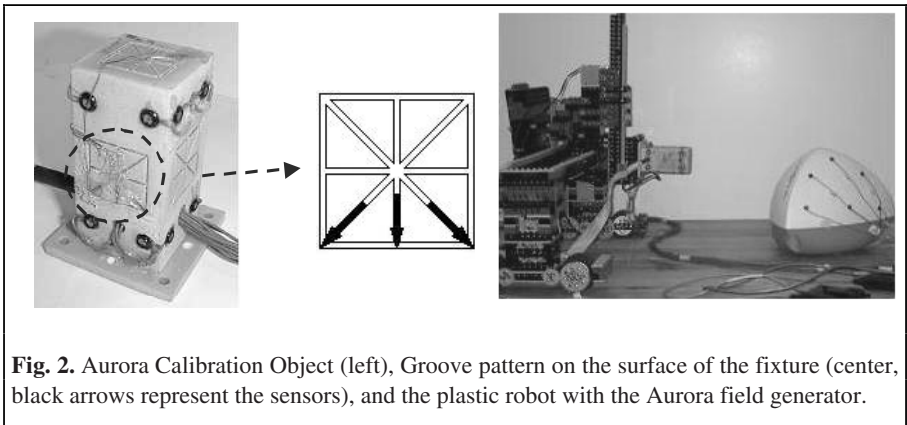 Fig. 2. Aurora Calibration Object (left), Groove pattern on the surface of the fixture (center,
black arrows represent the sensors), and the plastic robot with the Aurora field generator.